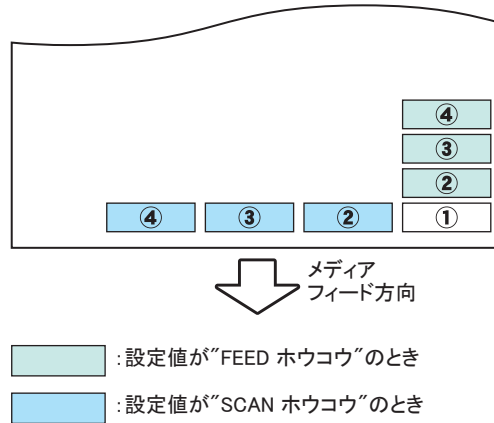 ④
③
②
④ ③ ② ①
メディア
フィード方向
:設定値が"FEED ホウコウ"のとき
:設定値が"SCAN ホウコウ"のとき